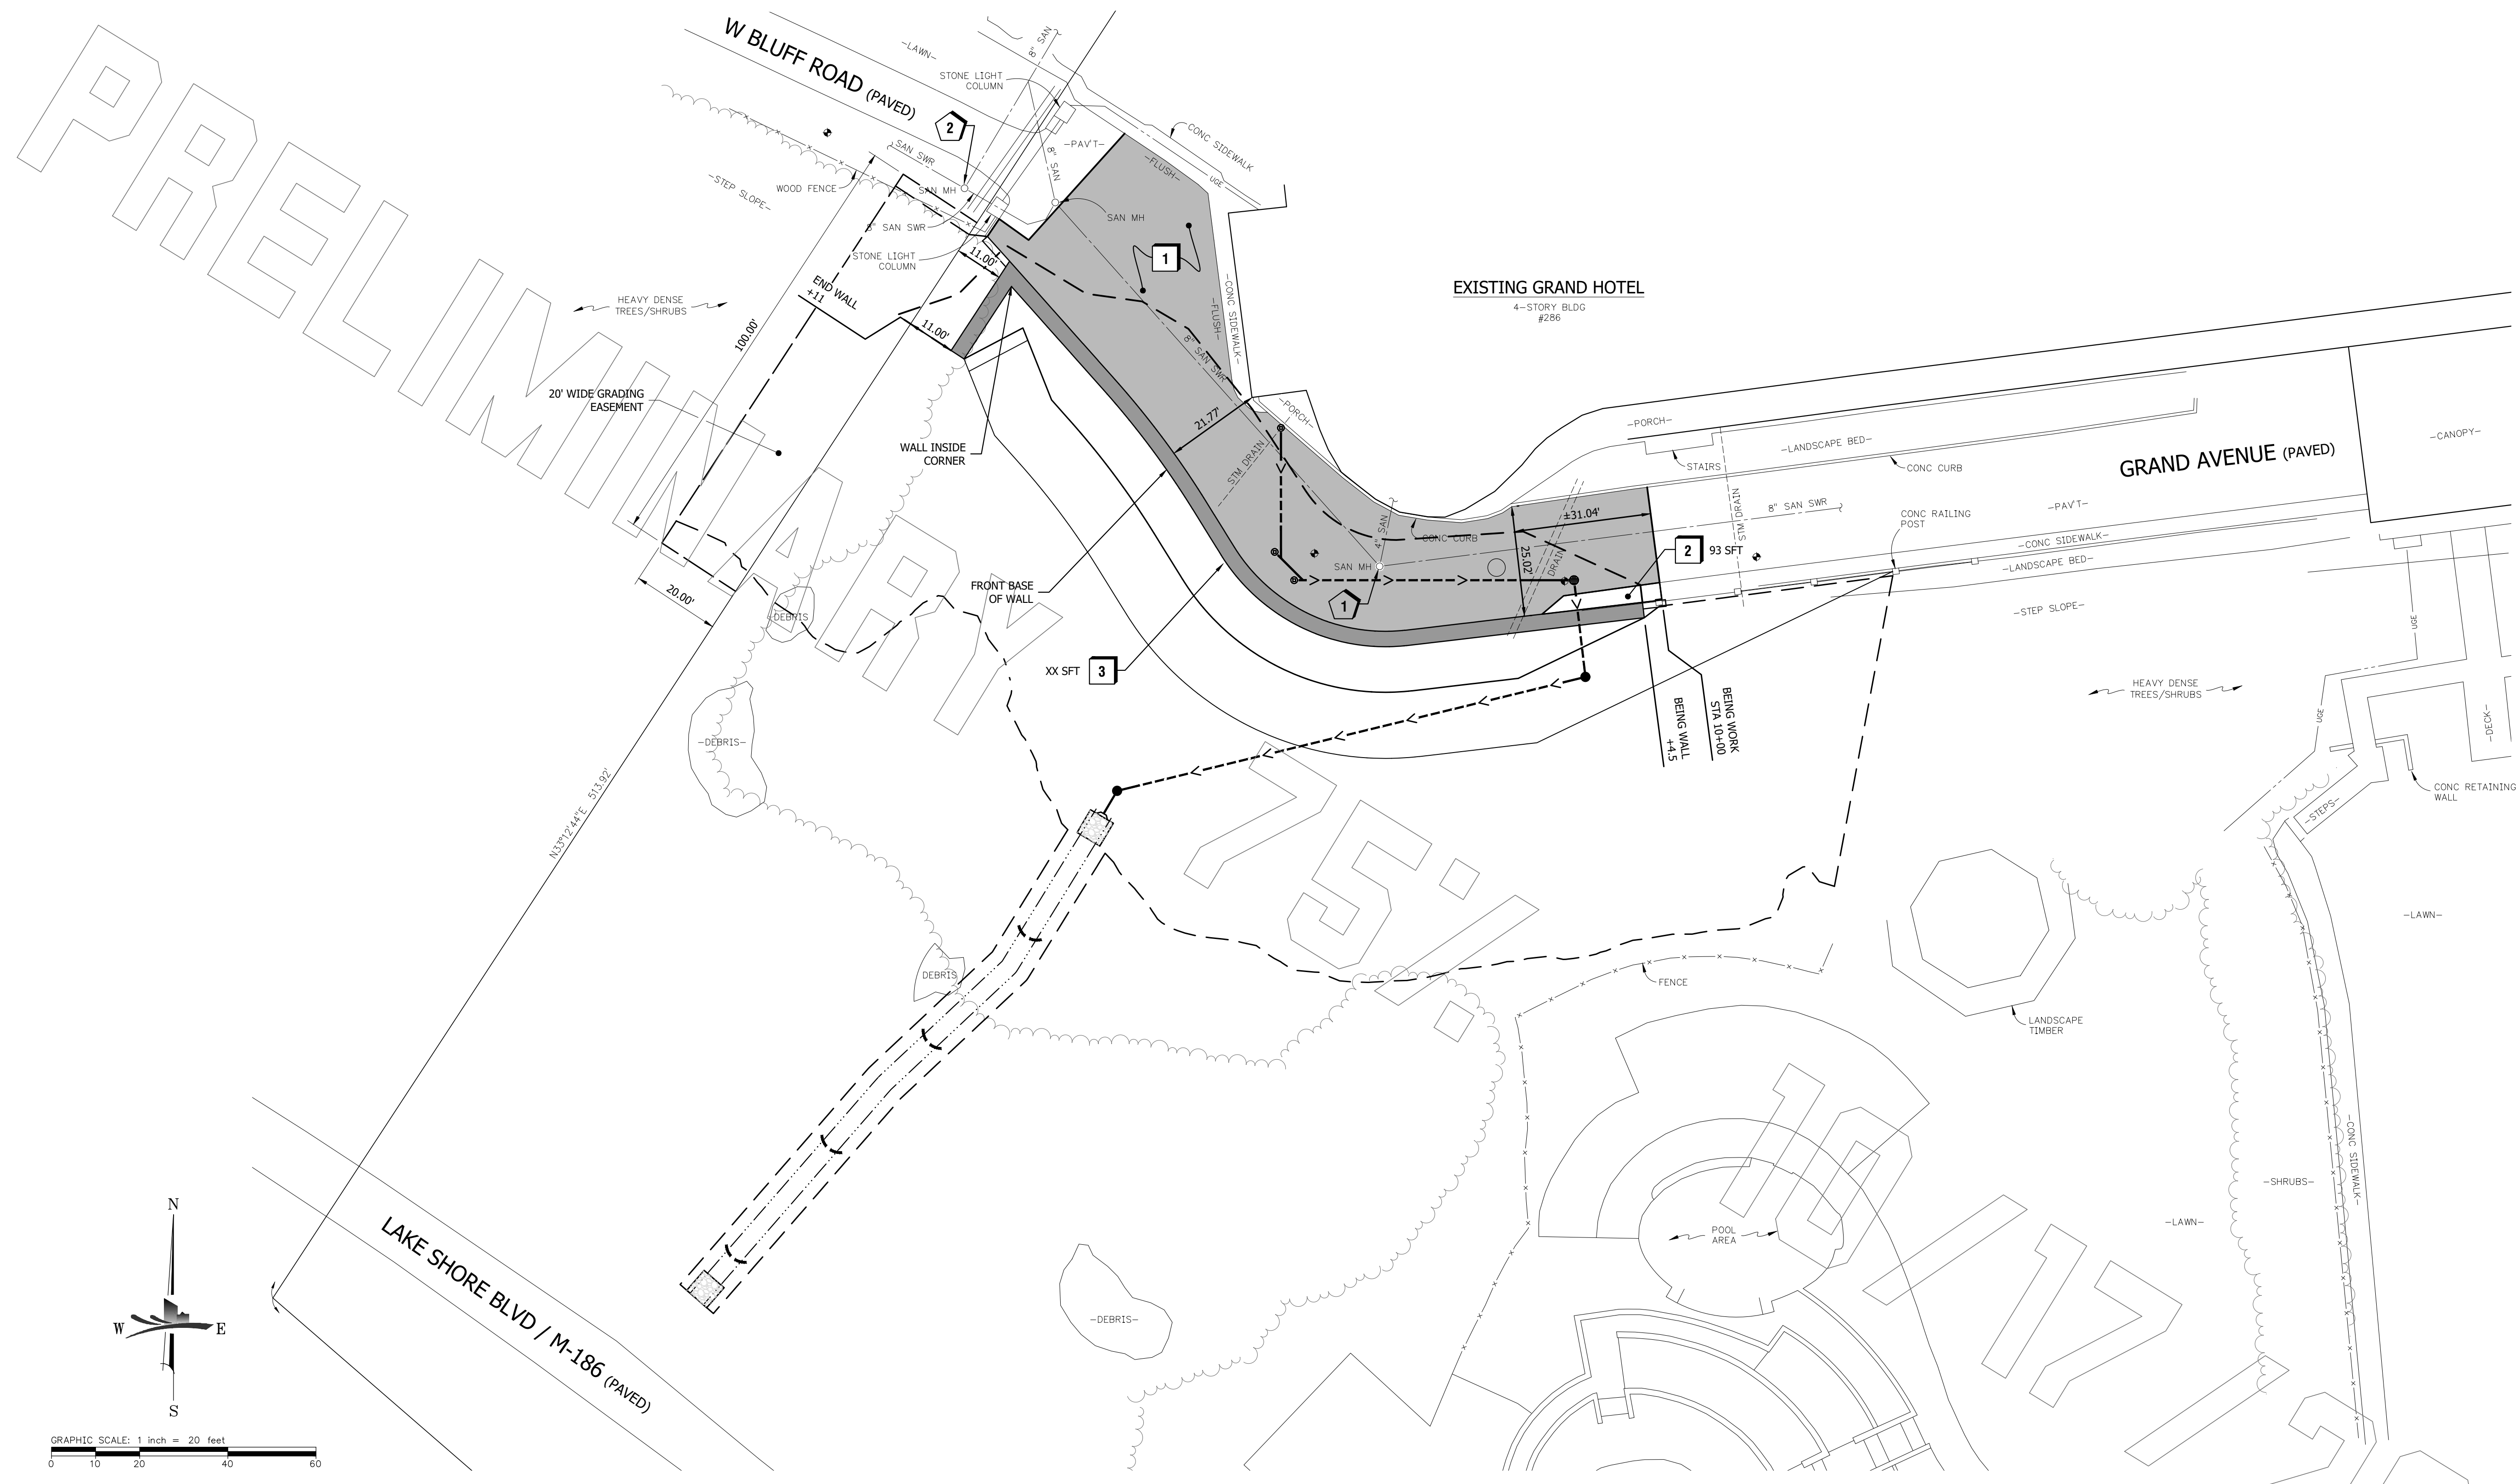 W BLUFF ROAD (PAVED)
-LAWN-
8" SAN
STONE LIGHT
COLUMN
2
CONC SIDEWALK
-PAV'T-
-FLUSH-
8" SAN
SAN SWR
UGE
WOOD FENCE
SAN MH
-STEP SLOPE-
SAN MH
8" SAN SWR
STONE LIGHT
COLUMN
11.00'
1
END WALL
+11
HEAVY DENSE
TREES/SHRUBS
100.00'
11.00'
-FLUSH-
-CONC SIDEWALK-
8" SAN SWR
EXISTING GRAND HOTEL
4-STORY BLDG
#286
20' WIDE GRADING
EASEMENT
WALL INSIDE
CORNER
21.77'
-PORCH-
STM DRAIN
-PORCH-
STAIRS
-LANDSCAPE BED-
CONC CURB
GRAND AVENUE (PAVED)
-CANOPY-
STM DRAIN
8" SAN SWR
-PAV'T-
CONC RAILING
POST
-CONC SIDEWALK-
-LANDSCAPE BED-
-STEP SLOPE-
±31.04'
25.02'
DRAIN
2
93 SFT
4" SAN
CONC CURB
SAN MH
1
FRONT BASE
OF WALL
XX SFT
3
20.00'
-DEBRIS-
-DEBRIS-
BEING WALL
+4.5
BEING WORK
STA 10+00
HEAVY DENSE
TREES/SHRUBS
UGE
UGE
-DECK-
CONC RETAINING
WALL
-STEPS-
N33°12'44"E 513.92'
DEBRIS
FENCE
LANDSCAPE
TIMBER
-LAWN-
-CONC SIDEWALK-
-SHRUBS-
-LAWN-
POOL
AREA
-DEBRIS-
LAKE SHORE BLVD / M-186 (PAVED)
N
W
E
S
GRAPHIC SCALE: 1 inch = 20 feet
0 10 20 40 60
PRELIMINARY